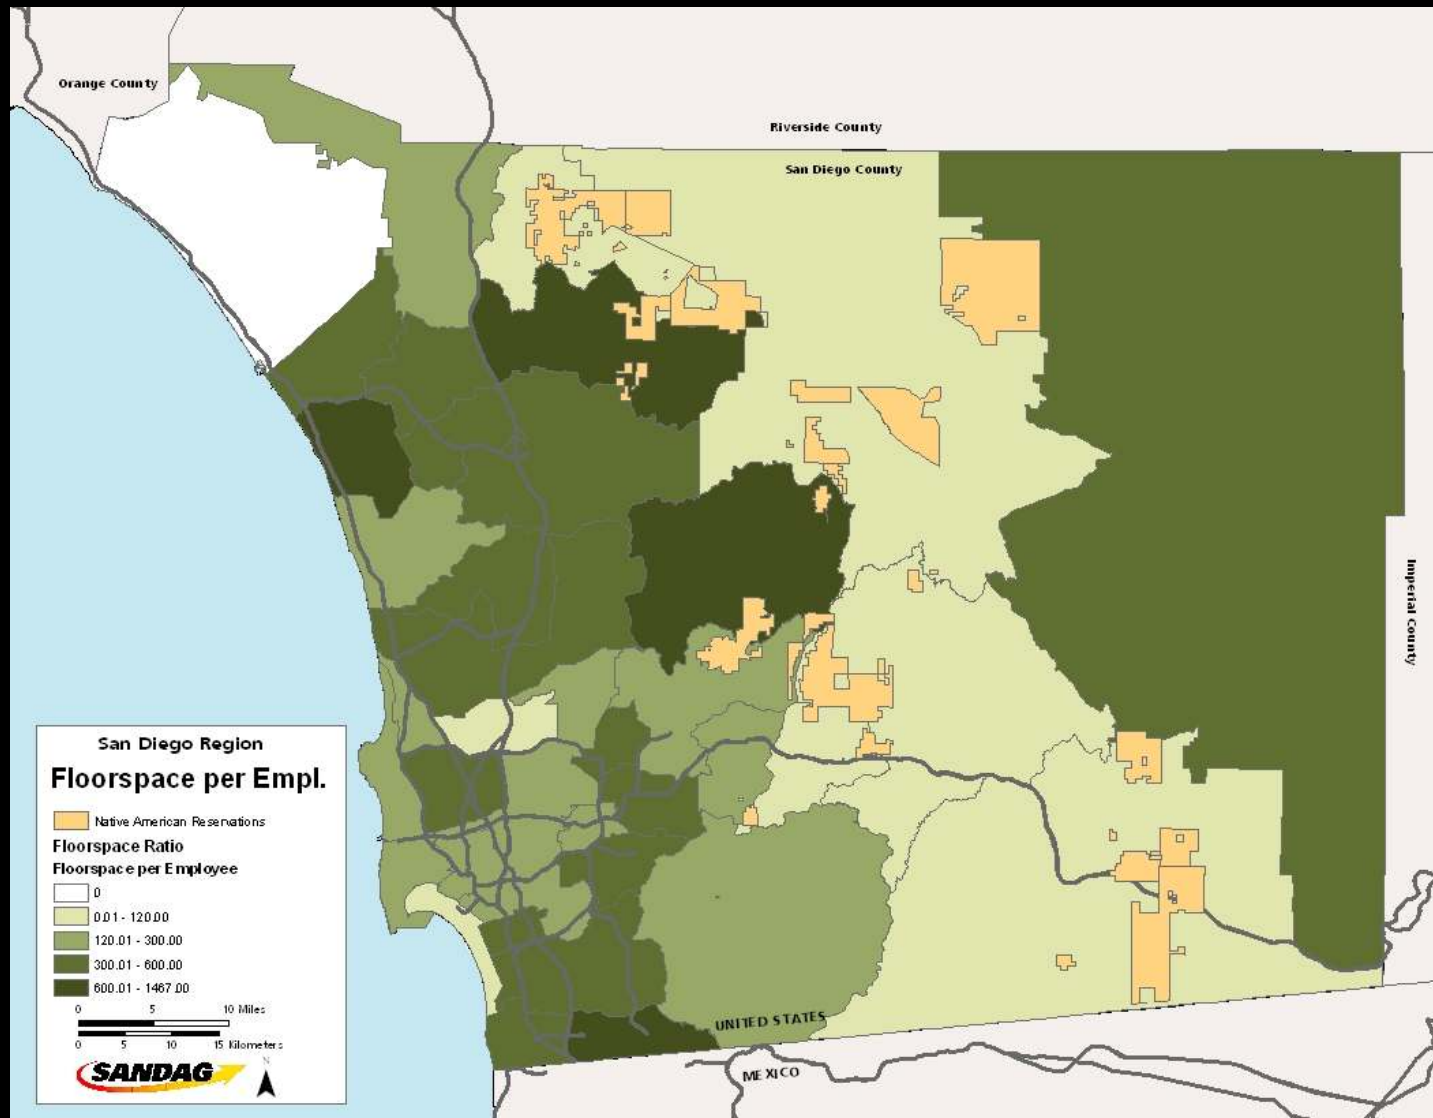 Orange County
Riverside County
San Diego County
Imperial County
San Diego Region
Floorspace per Empl.
Native American Reservations
Floorspace Ratio
Floorspace per Employee
0
0.01 - 120.00
120.01 - 300.00
300.01 - 600.00
600.01 - 1467.00
0 5 10 Miles
0 5 10 15 Kilometers
SANDAG
N
UNITED STATES
MEXICO